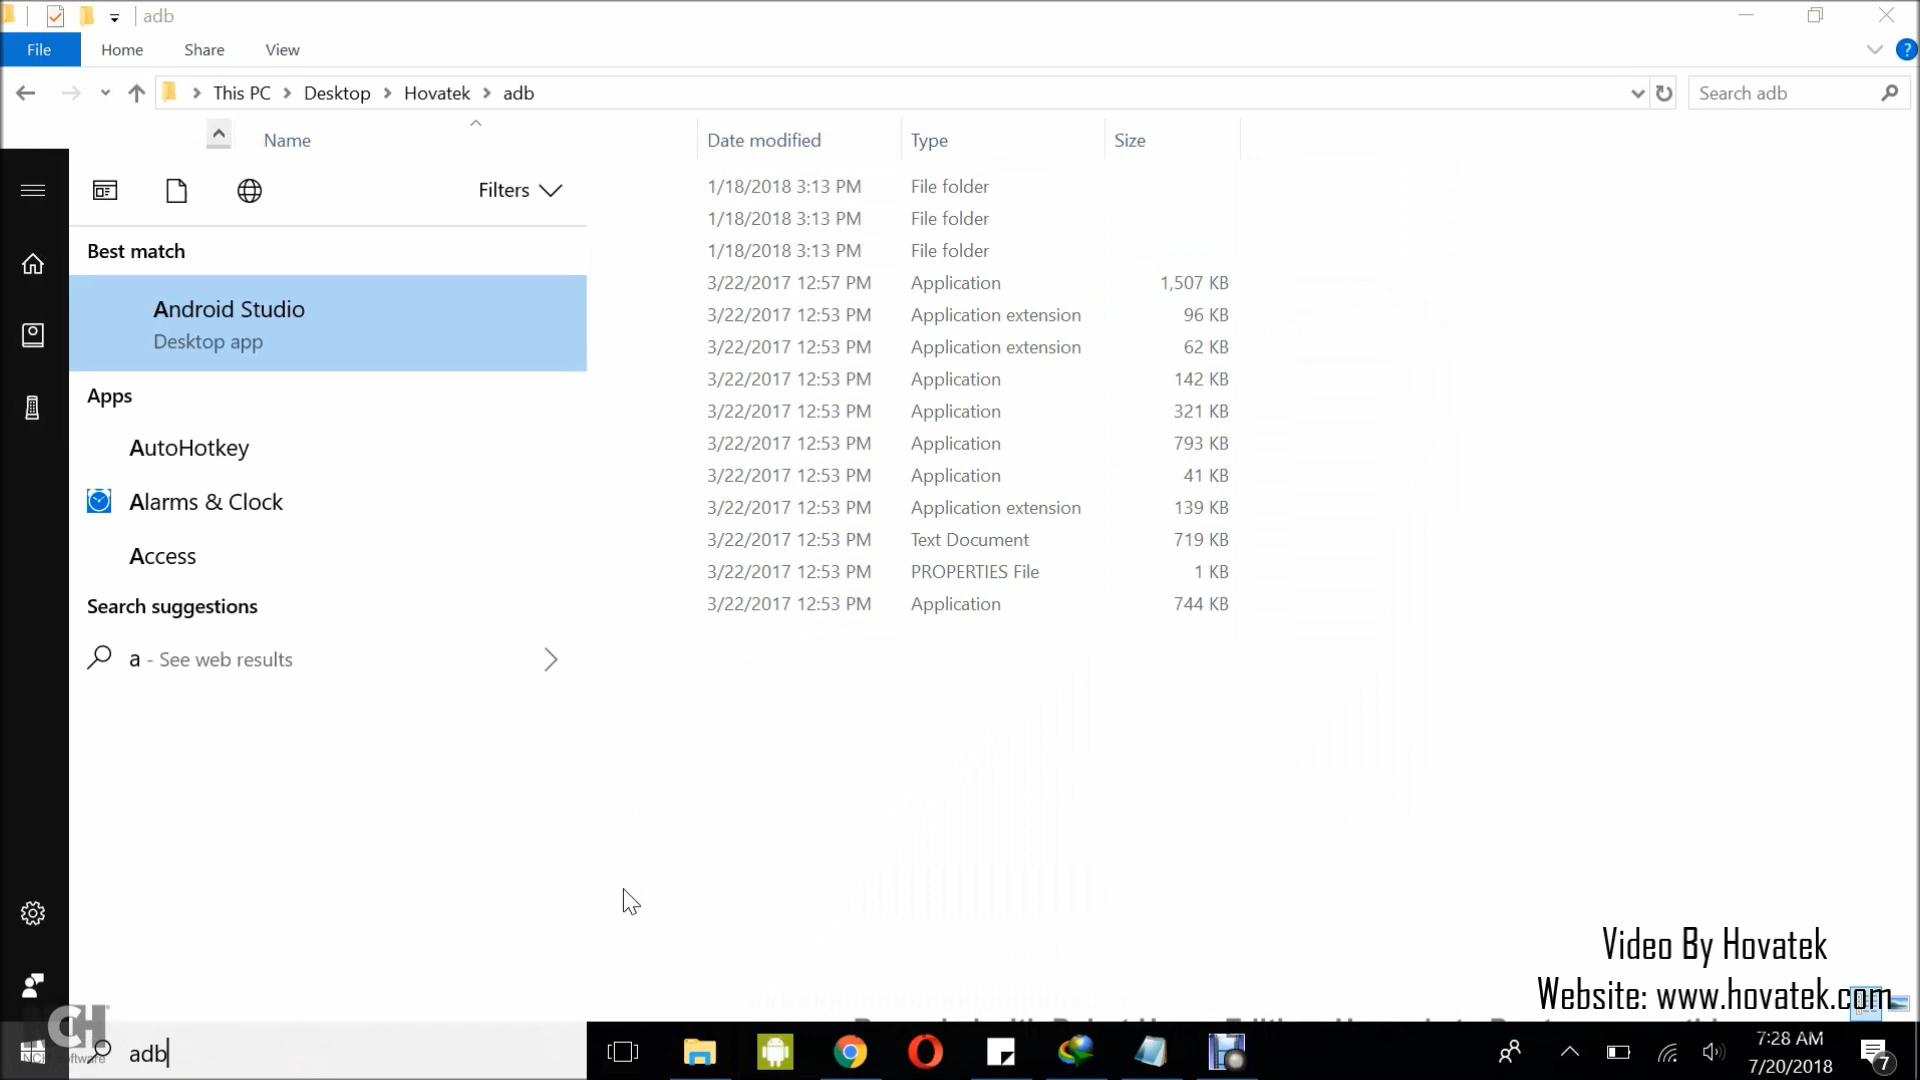 adb
File Home Share View
This PC Desktop Hovatek adb
Search adb
Name Date modified Type Size
Filters
Best match
Android Studio
Desktop app
Apps
AutoHotkey
Alarms & Clock
Access
Search suggestions
a - See web results
1/18/2018 3:13 PM File folder
1/18/2018 3:13 PM File folder
1/18/2018 3:13 PM File folder
3/22/2017 12:57 PM Application 1,507 KB
3/22/2017 12:53 PM Application extension 96 KB
3/22/2017 12:53 PM Application extension 62 KB
3/22/2017 12:53 PM Application 142 KB
3/22/2017 12:53 PM Application 321 KB
3/22/2017 12:53 PM Application 793 KB
3/22/2017 12:53 PM Application 41 KB
3/22/2017 12:53 PM Application extension 139 KB
3/22/2017 12:53 PM Text Document 719 KB
3/22/2017 12:53 PM PROPERTIES File 1 KB
3/22/2017 12:53 PM Application 744 KB
Video By Hovatek
Website: www.hovatek.com
NCH Software
adb
7:28 AM
7/20/2018
7